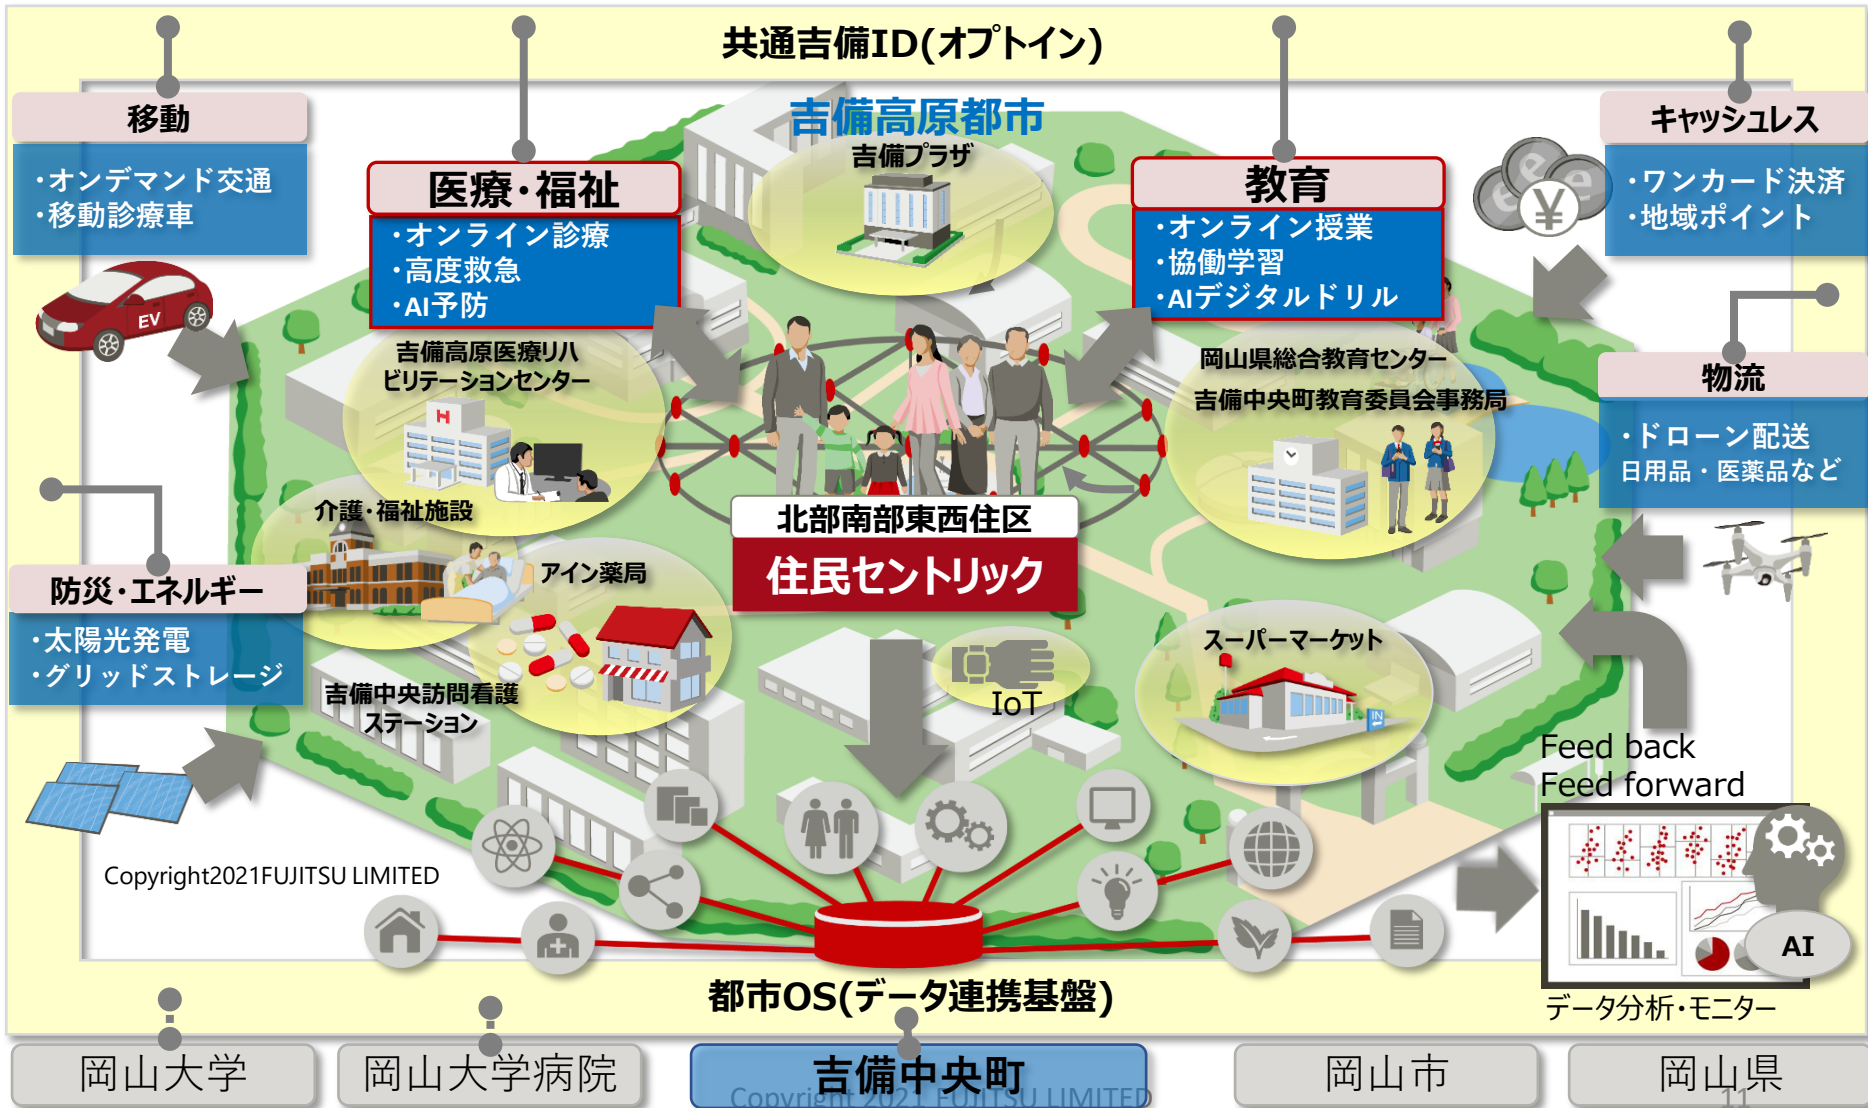 共通吉備ID(オプトイン)
移動
・オンデマンド交通
・移動診療車
EV
医療・福祉
・オンライン診療
・高度救急
・AI予防
吉備高原都市
吉備プラザ
教育
・オンライン授業
・協働学習
・AIデジタルドリル
キャッシュレス
・ワンカード決済
・地域ポイント
e
e
e
¥
吉備高原医療リハ
ビリテーションセンター
H
岡山県総合教育センター
吉備中央町教育委員会事務局
物流
・ドローン配送
日用品・医薬品など
介護・福祉施設
アイン薬局
北部南部東西住区
住民セントリック
防災・エネルギー
・太陽光発電
・グリッドストレージ
吉備中央訪問看護
ステーション
IoT
スーパーマーケット
IN
Feed back
Feed forward
AI
データ分析・モニター
Copyright2021FUJITSU LIMITED
都市OS(データ連携基盤)
岡山大学
岡山大学病院
吉備中央町
岡山市
岡山県
Copyright 2021 FUJITSU LIMITED
11